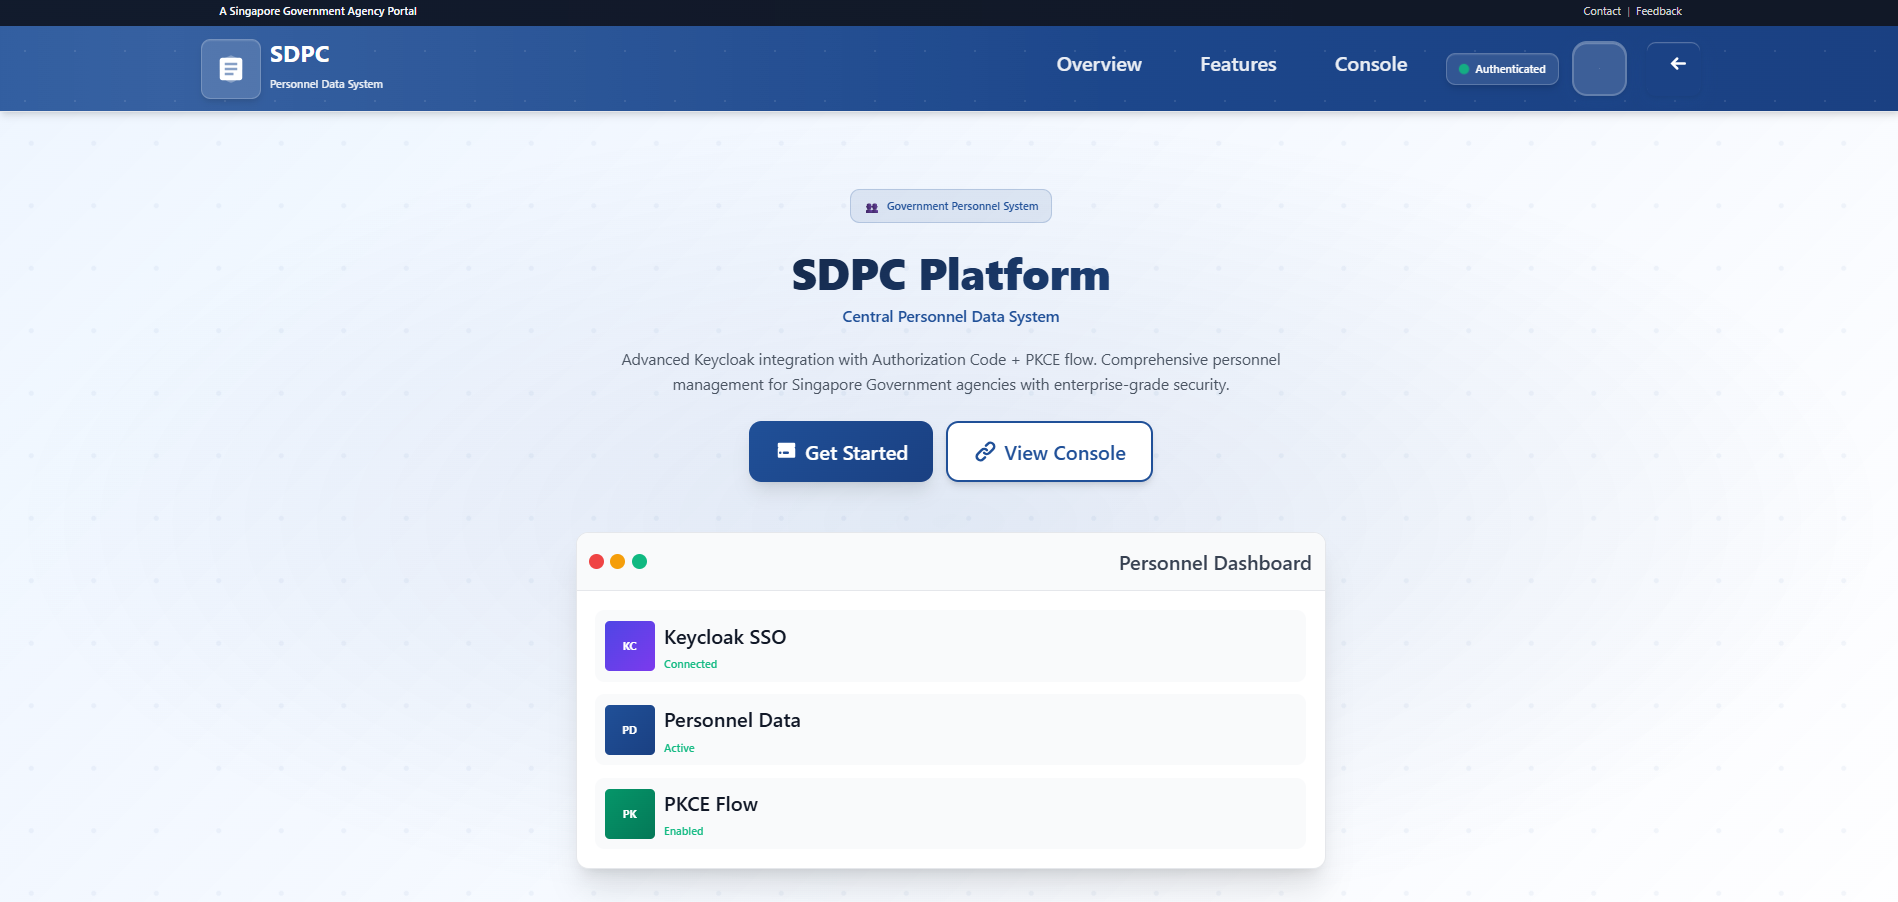 A Singapore Government Agency Portal
Contact | Feedback
SDPC
Personnel Data System
Overview
Features
Console
Authenticated
Government Personnel System
SDPC Platform
Central Personnel Data System
Advanced Keycloak integration with Authorization Code + PKCE flow. Comprehensive personnel
management for Singapore Government agencies with enterprise-grade security.
Get Started
View Console
Personnel Dashboard
KC
Keycloak SSO
Connected
PD
Personnel Data
Active
PK
PKCE Flow
Enabled